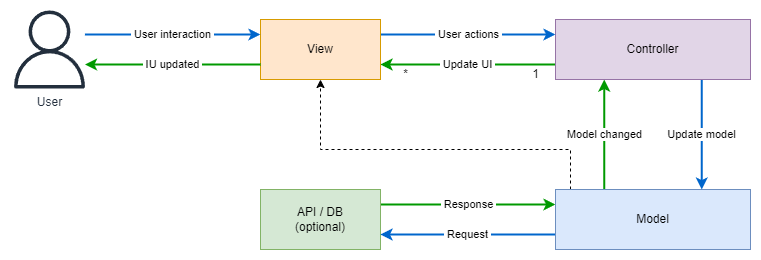 User interaction
View
User actions
Controller
IU updated
Update UI
*
1
User
Model changed
Update model
API / DB
(optional)
Response
Request
Model